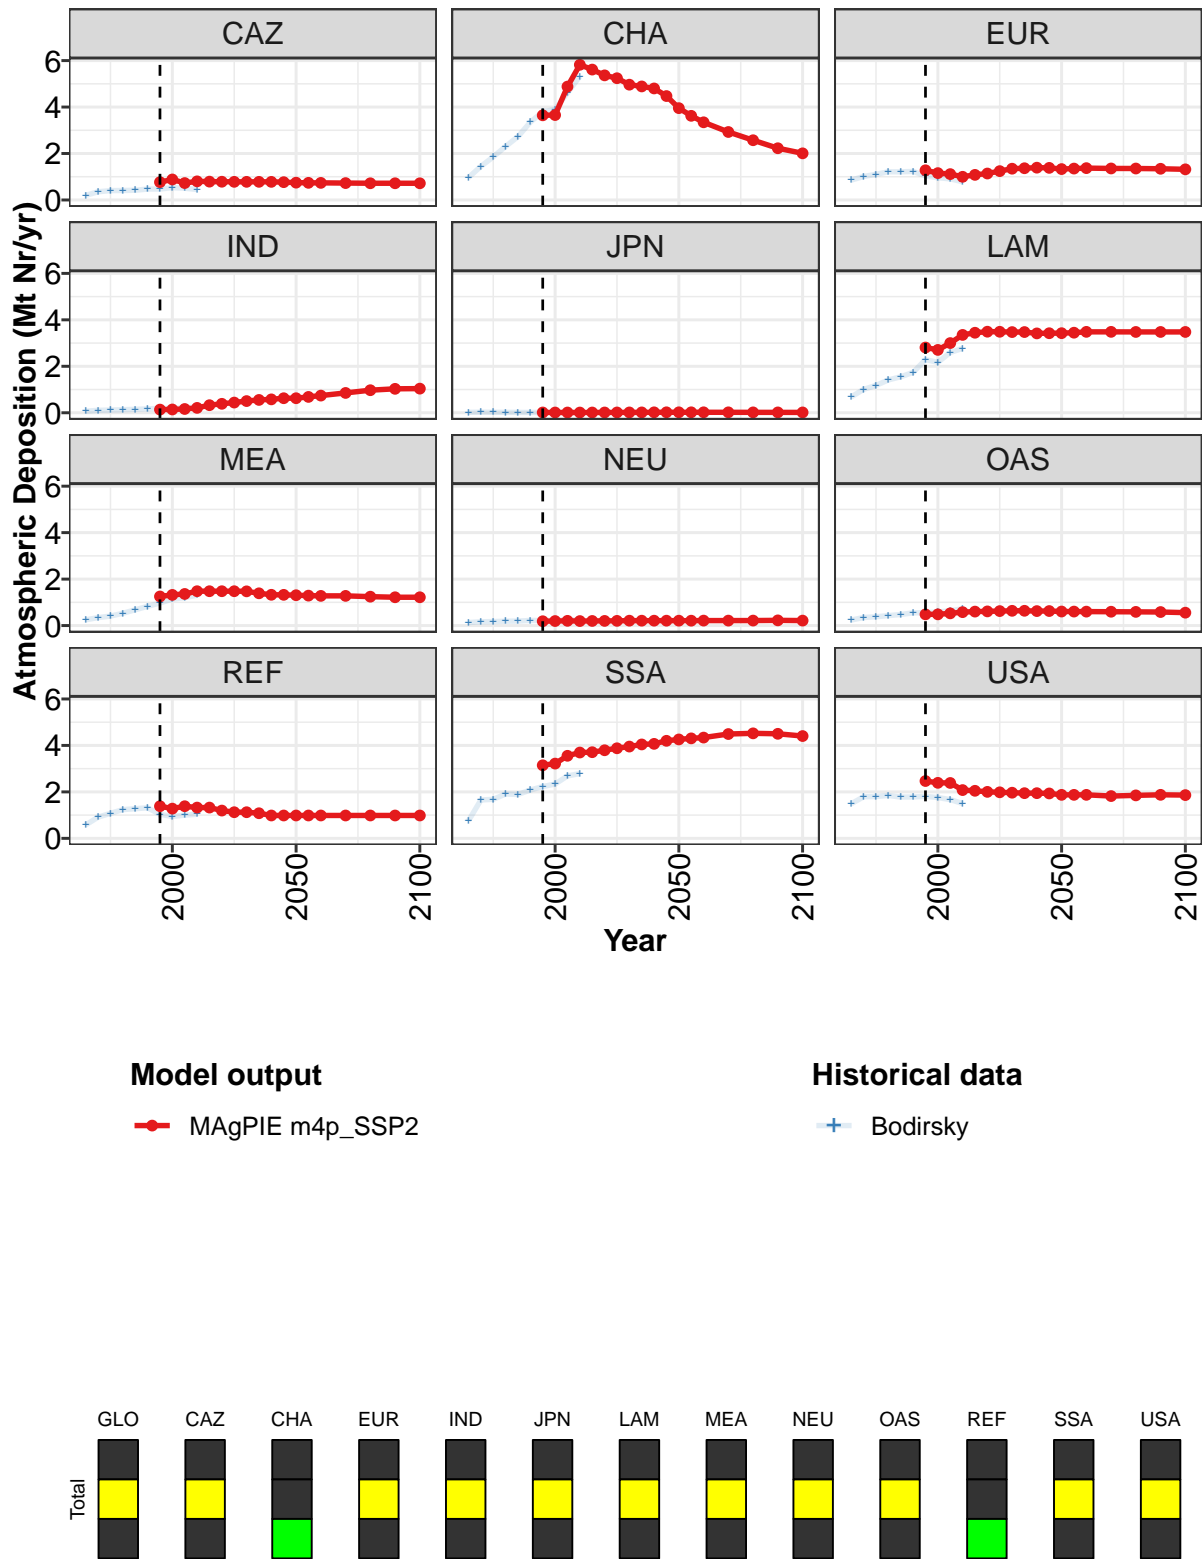 CAZ CHA EUR
6
4
2
0
IND JPN LAM
6
4
2
0
MEA NEU OAS
6
4
2
0
REF SSA USA
6
4
2
0
Atmospheric Deposition (Mt Nr/yr)
2000 2050 2100 2000 2050 2100 2000 2050 2100
Year
Model output Historical data
MAgPIE m4p_SSP2 Bodirsky
GLO CAZ CHA EUR IND JPN LAM MEA NEU OAS REF SSA USA
Total